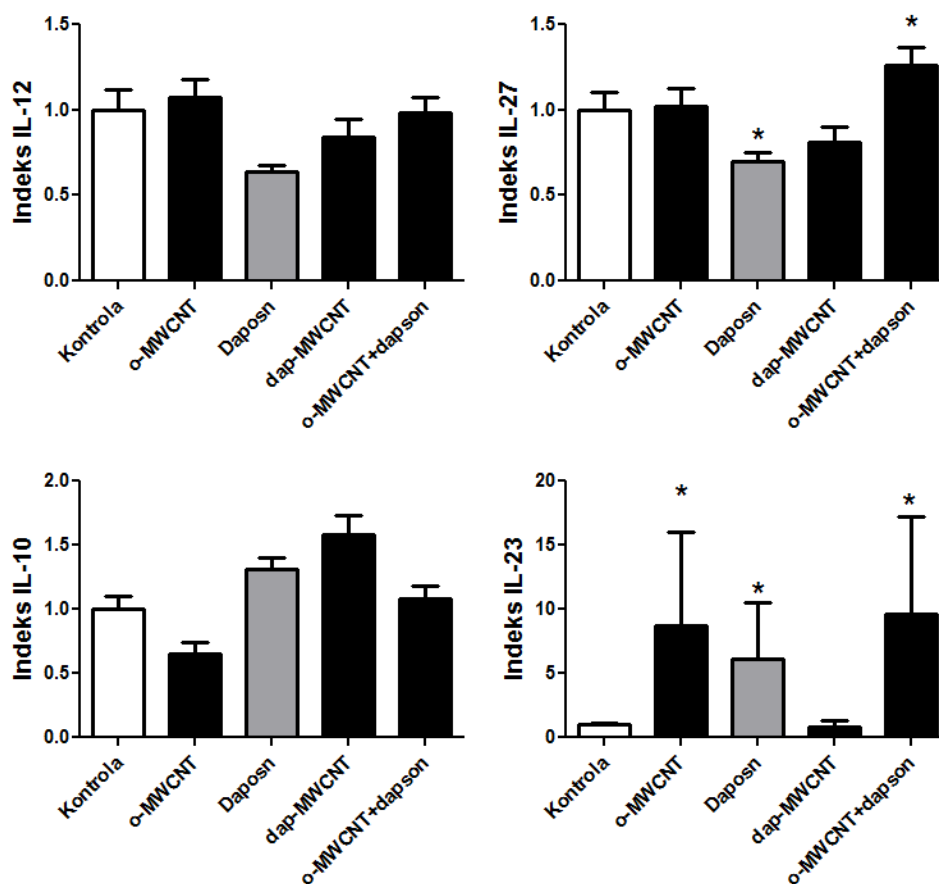 Indeks IL-12
1.5
1.0
0.5
0.0
Kontrola
o-MWCNT
Daposn
dap-MWCNT
o-MWCNT+dapson
Indeks IL-27
1.5
1.0
0.5
0.0
*
*
Kontrola
o-MWCNT
Daposn
dap-MWCNT
o-MWCNT+dapson
Indeks IL-10
2.0
1.5
1.0
0.5
0.0
Kontrola
o-MWCNT
Daposn
dap-MWCNT
o-MWCNT+dapson
Indeks IL-23
20
15
10
5
0
*
*
*
Kontrola
o-MWCNT
Daposn
dap-MWCNT
o-MWCNT+dapson